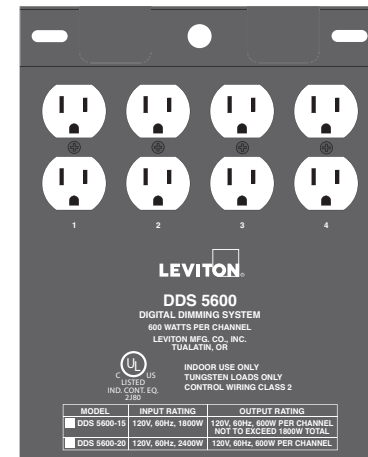 1 2 3 4
LEVITON®
DDS 5600
DIGITAL DIMMING SYSTEM
600 WATTS PER CHANNEL
LEVITON MFG. CO., INC.
TUALATIN, OR
UL
C US
LISTED
IND. CONT. EQ.
2J80
INDOOR USE ONLY
TUNGSTEN LOADS ONLY
CONTROL WIRING CLASS 2
MODEL INPUT RATING OUTPUT RATING
DDS 5600-15 120V, 60Hz, 1800W 120V, 60Hz, 600W PER CHANNEL
NOT TO EXCEED 1800W TOTAL
DDS 5600-20 120V, 60Hz, 2400W 120V, 60Hz, 600W PER CHANNEL